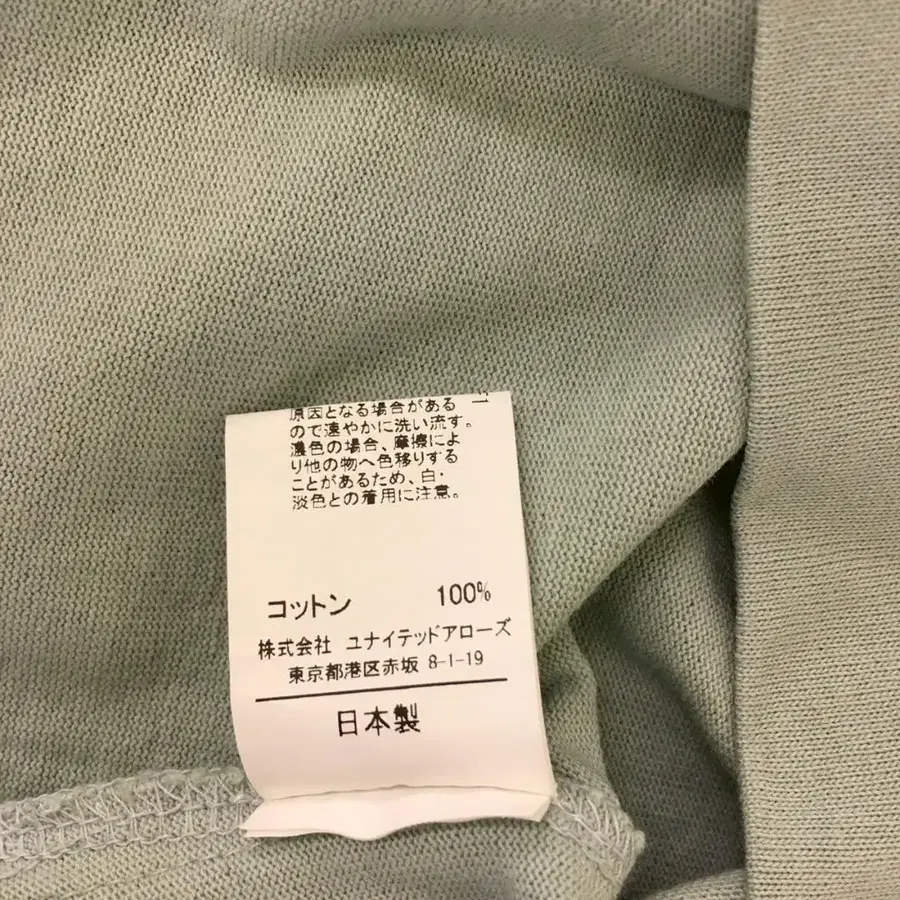 原因となる場合がある
ので速やかに洗い流す。
濃色の場合、摩擦によ
り他の物へ色移りする
ことがあるため、白・
淡色との着用に注意。
コットン 100%
株式会社 ユナイテッドアローズ
東京都港区赤坂 8-1-19
日本製